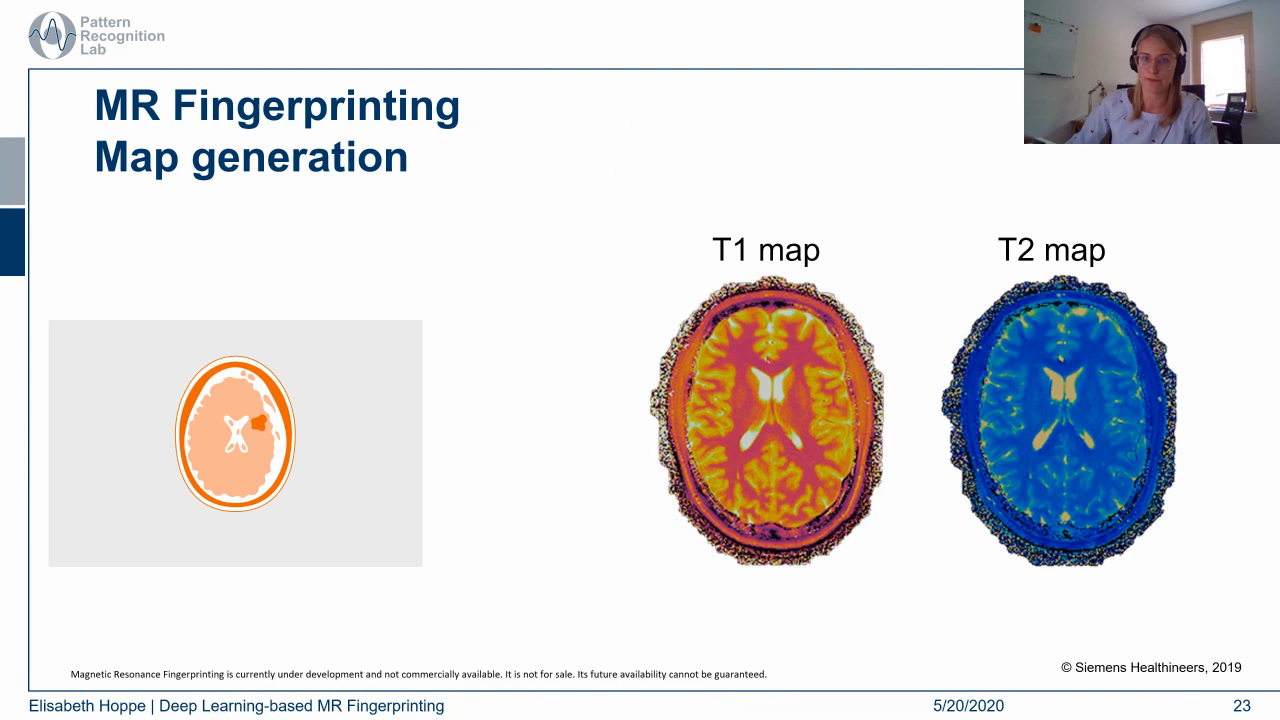 Pattern
Recognition
Lab
MR Fingerprinting
Map generation
T1 map
T2 map
© Siemens Healthineers, 2019
Magnetic Resonance Fingerprinting is currently under development and not commercially available. It is not for sale. Its future availability cannot be guaranteed.
Elisabeth Hoppe | Deep Learning-based MR Fingerprinting
5/20/2020
23